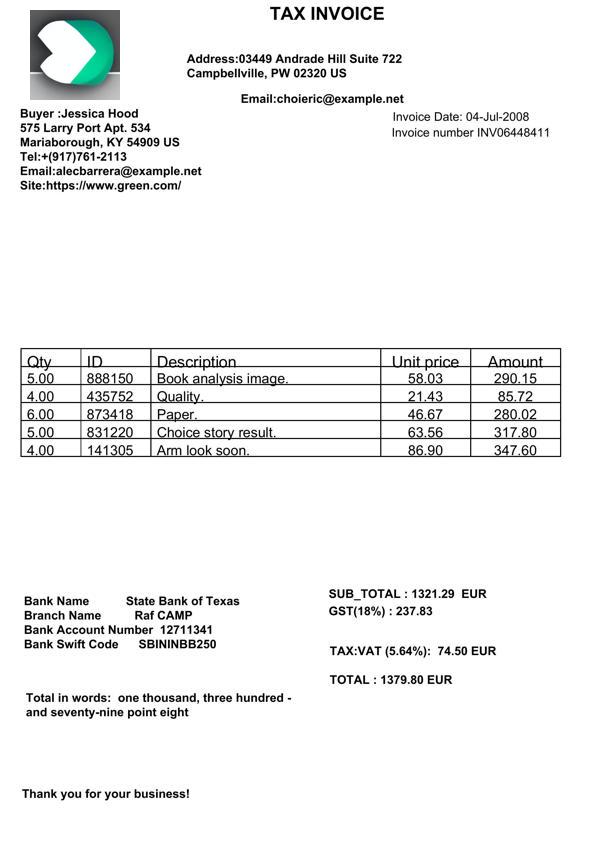 TAX INVOICE
Address:03449 Andrade Hill Suite 722
Campbellville, PW 02320 US
Email:choieric@example.net
Buyer :Jessica Hood
575 Larry Port Apt. 534
Mariaborough, KY 54909 US
Tel:+(917)761-2113
Email:alecbarrera@example.net
Site:https://www.green.com/
Invoice Date: 04-Jul-2008
Invoice number INV06448411
Qty ID Description Unit price Amount
5.00 888150 Book analysis image. 58.03 290.15
4.00 435752 Quality. 21.43 85.72
6.00 873418 Paper. 46.67 280.02
5.00 831220 Choice story result. 63.56 317.80
4.00 141305 Arm look soon. 86.90 347.60
Bank Name State Bank of Texas
Branch Name Raf CAMP
Bank Account Number 12711341
Bank Swift Code SBININBB250
SUB_TOTAL : 1321.29 EUR
GST(18%) : 237.83
TAX:VAT (5.64%): 74.50 EUR
TOTAL : 1379.80 EUR
Total in words: one thousand, three hundred -
and seventy-nine point eight
Thank you for your business!